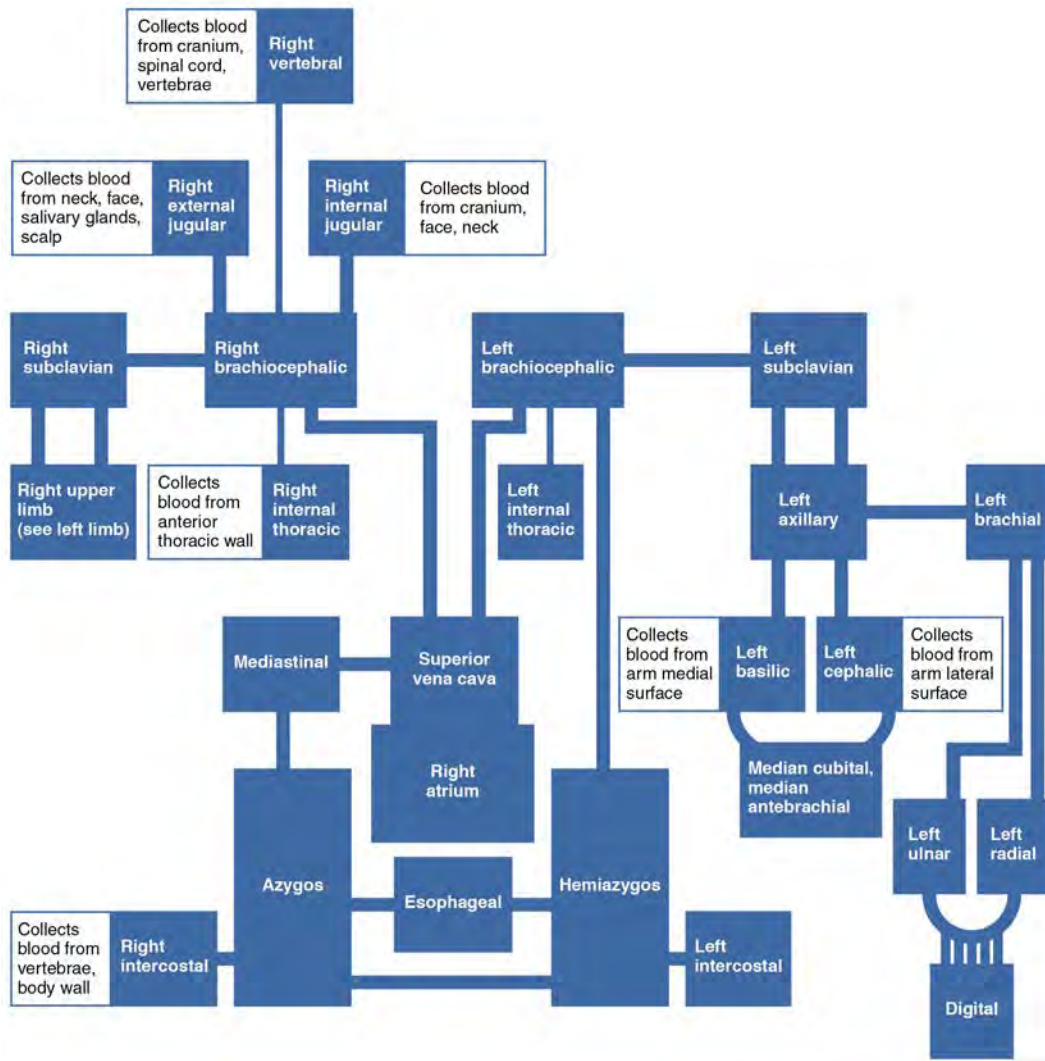 Collects blood
from cranium,
spinal cord,
vertebrae
Right
vertebral
Collects blood
from neck, face,
salivary glands,
scalp
Right
external
jugular
Right
internal
jugular
Collects blood
from cranium,
face, neck
Right
subclavian
Right
brachiocephalic
Left
brachiocephalic
Left
subclavian
Right upper
limb
(see left limb)
Collects
blood from
anterior
thoracic wall
Right
internal
thoracic
Left
internal
thoracic
Left
axillary
Left
brachial
Mediastinal
Superior
vena cava
Collects
blood from
arm medial
surface
Left
basilic
Left
cephalic
Collects
blood from
arm lateral
surface
Right
atrium
Median cubital,
median
antebrachial
Left
ulnar
Left
radial
Azygos
Esophageal
Hemiazygos
Collects
blood from
vertebrae,
body wall
Right
intercostal
Left
intercostal
Digital